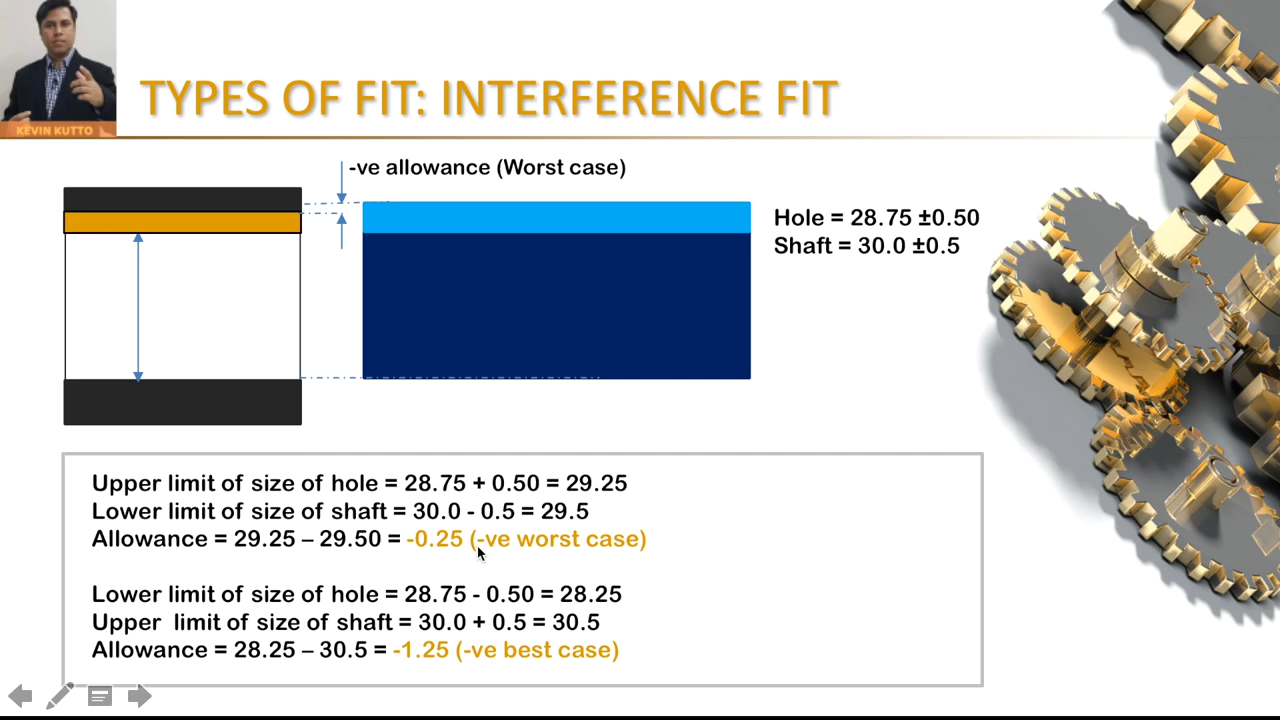 KEVIN KUTTO
TYPES OF FIT: INTERFERENCE FIT
-ve allowance (Worst case)
Hole = 28.75 ±0.50
Shaft = 30.0 ±0.5
Upper limit of size of hole = 28.75 + 0.50 = 29.25
Lower limit of size of shaft = 30.0 - 0.5 = 29.5
Allowance = 29.25 – 29.50 = -0.25 (-ve worst case)
Lower limit of size of hole = 28.75 - 0.50 = 28.25
Upper limit of size of shaft = 30.0 + 0.5 = 30.5
Allowance = 28.25 – 30.5 = -1.25 (-ve best case)